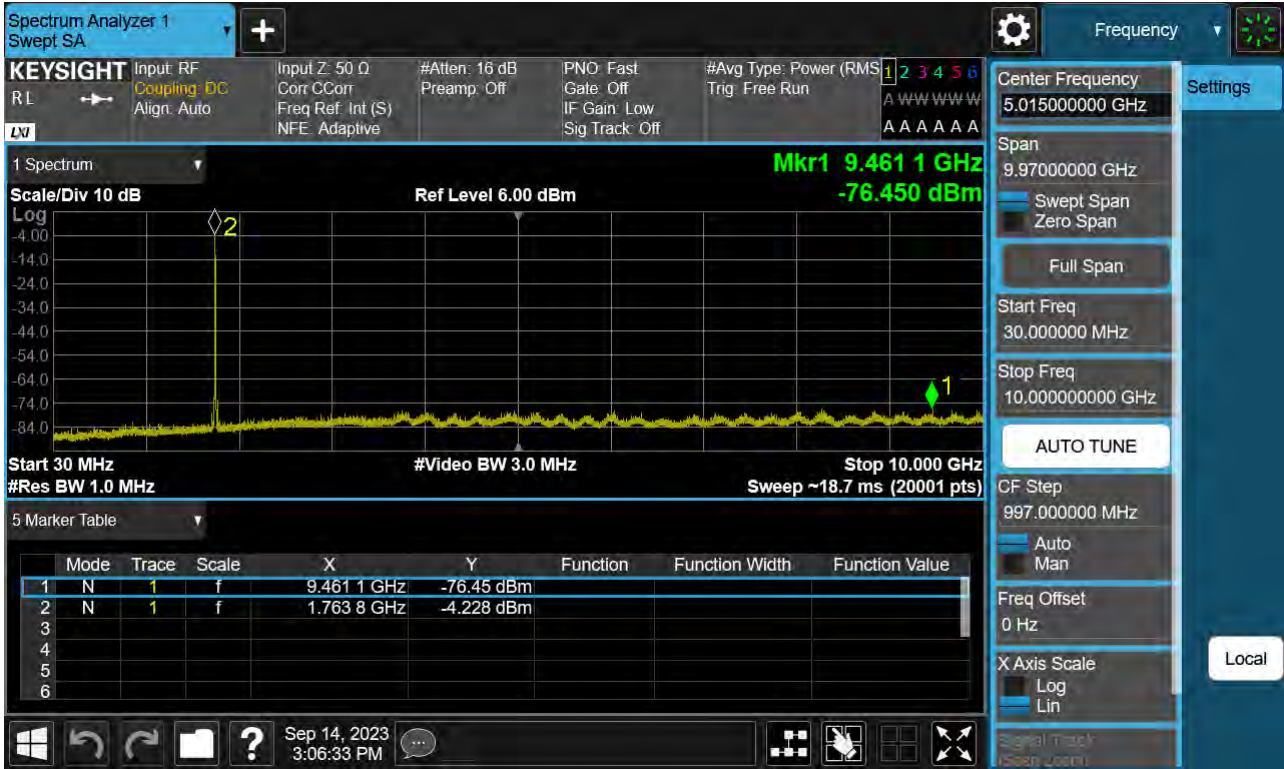 Spectrum Analyzer 1
Swept SA
Frequency
KEYSIGHT
RL
LXI
Input: RF
Coupling: DC
Align: Auto
Input Z: 50 Ω
Corr CCorr
Freq Ref: Int (S)
NFE: Adaptive
#Atten: 16 dB
Preamp: Off
PNO: Fast
Gate: Off
IF Gain: Low
Sig Track: Off
#Avg Type: Power (RMS
Trig: Free Run
1 2 3 4 5 6
A W W W W W
A A A A A A
1 Spectrum
Scale/Div 10 dB
Ref Level 6.00 dBm
Mkr1 9.461 1 GHz
-76.450 dBm
Log
-4.00
-14.0
-24.0
-34.0
-44.0
-54.0
-64.0
-74.0
-84.0
2
1
Start 30 MHz
#Video BW 3.0 MHz
Stop 10.000 GHz
#Res BW 1.0 MHz
Sweep ~18.7 ms (20001 pts)
5 Marker Table
Mode Trace Scale X Y Function Function Width Function Value
1 N 1 f 9.461 1 GHz -76.45 dBm
2 N 1 f 1.763 8 GHz -4.228 dBm
3
4
5
6
Sep 14, 2023
3:06:33 PM
Center Frequency
5.015000000 GHz
Span
9.97000000 GHz
Swept Span
Zero Span
Full Span
Start Freq
30.000000 MHz
Stop Freq
10.000000000 GHz
AUTO TUNE
CF Step
997.000000 MHz
Auto
Man
Freq Offset
0 Hz
X Axis Scale
Log
Lin
Signal Track
(Span Zoom)
Settings
Local